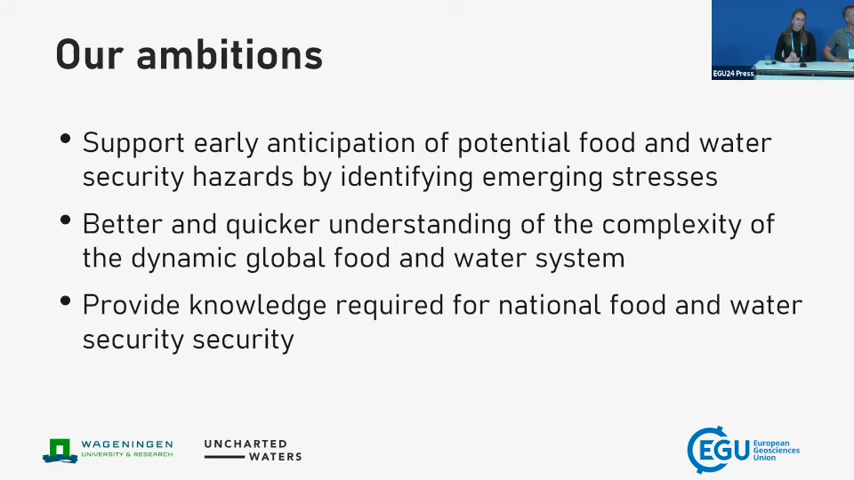 Our ambitions
EGU24 Press
• Support early anticipation of potential food and water
security hazards by identifying emerging stresses
• Better and quicker understanding of the complexity of
the dynamic global food and water system
• Provide knowledge required for national food and water
security security
WAGENINGEN
UNIVERSITY & RESEARCH
UNCHARTED
WATERS
EGU
European
Geosciences
Union